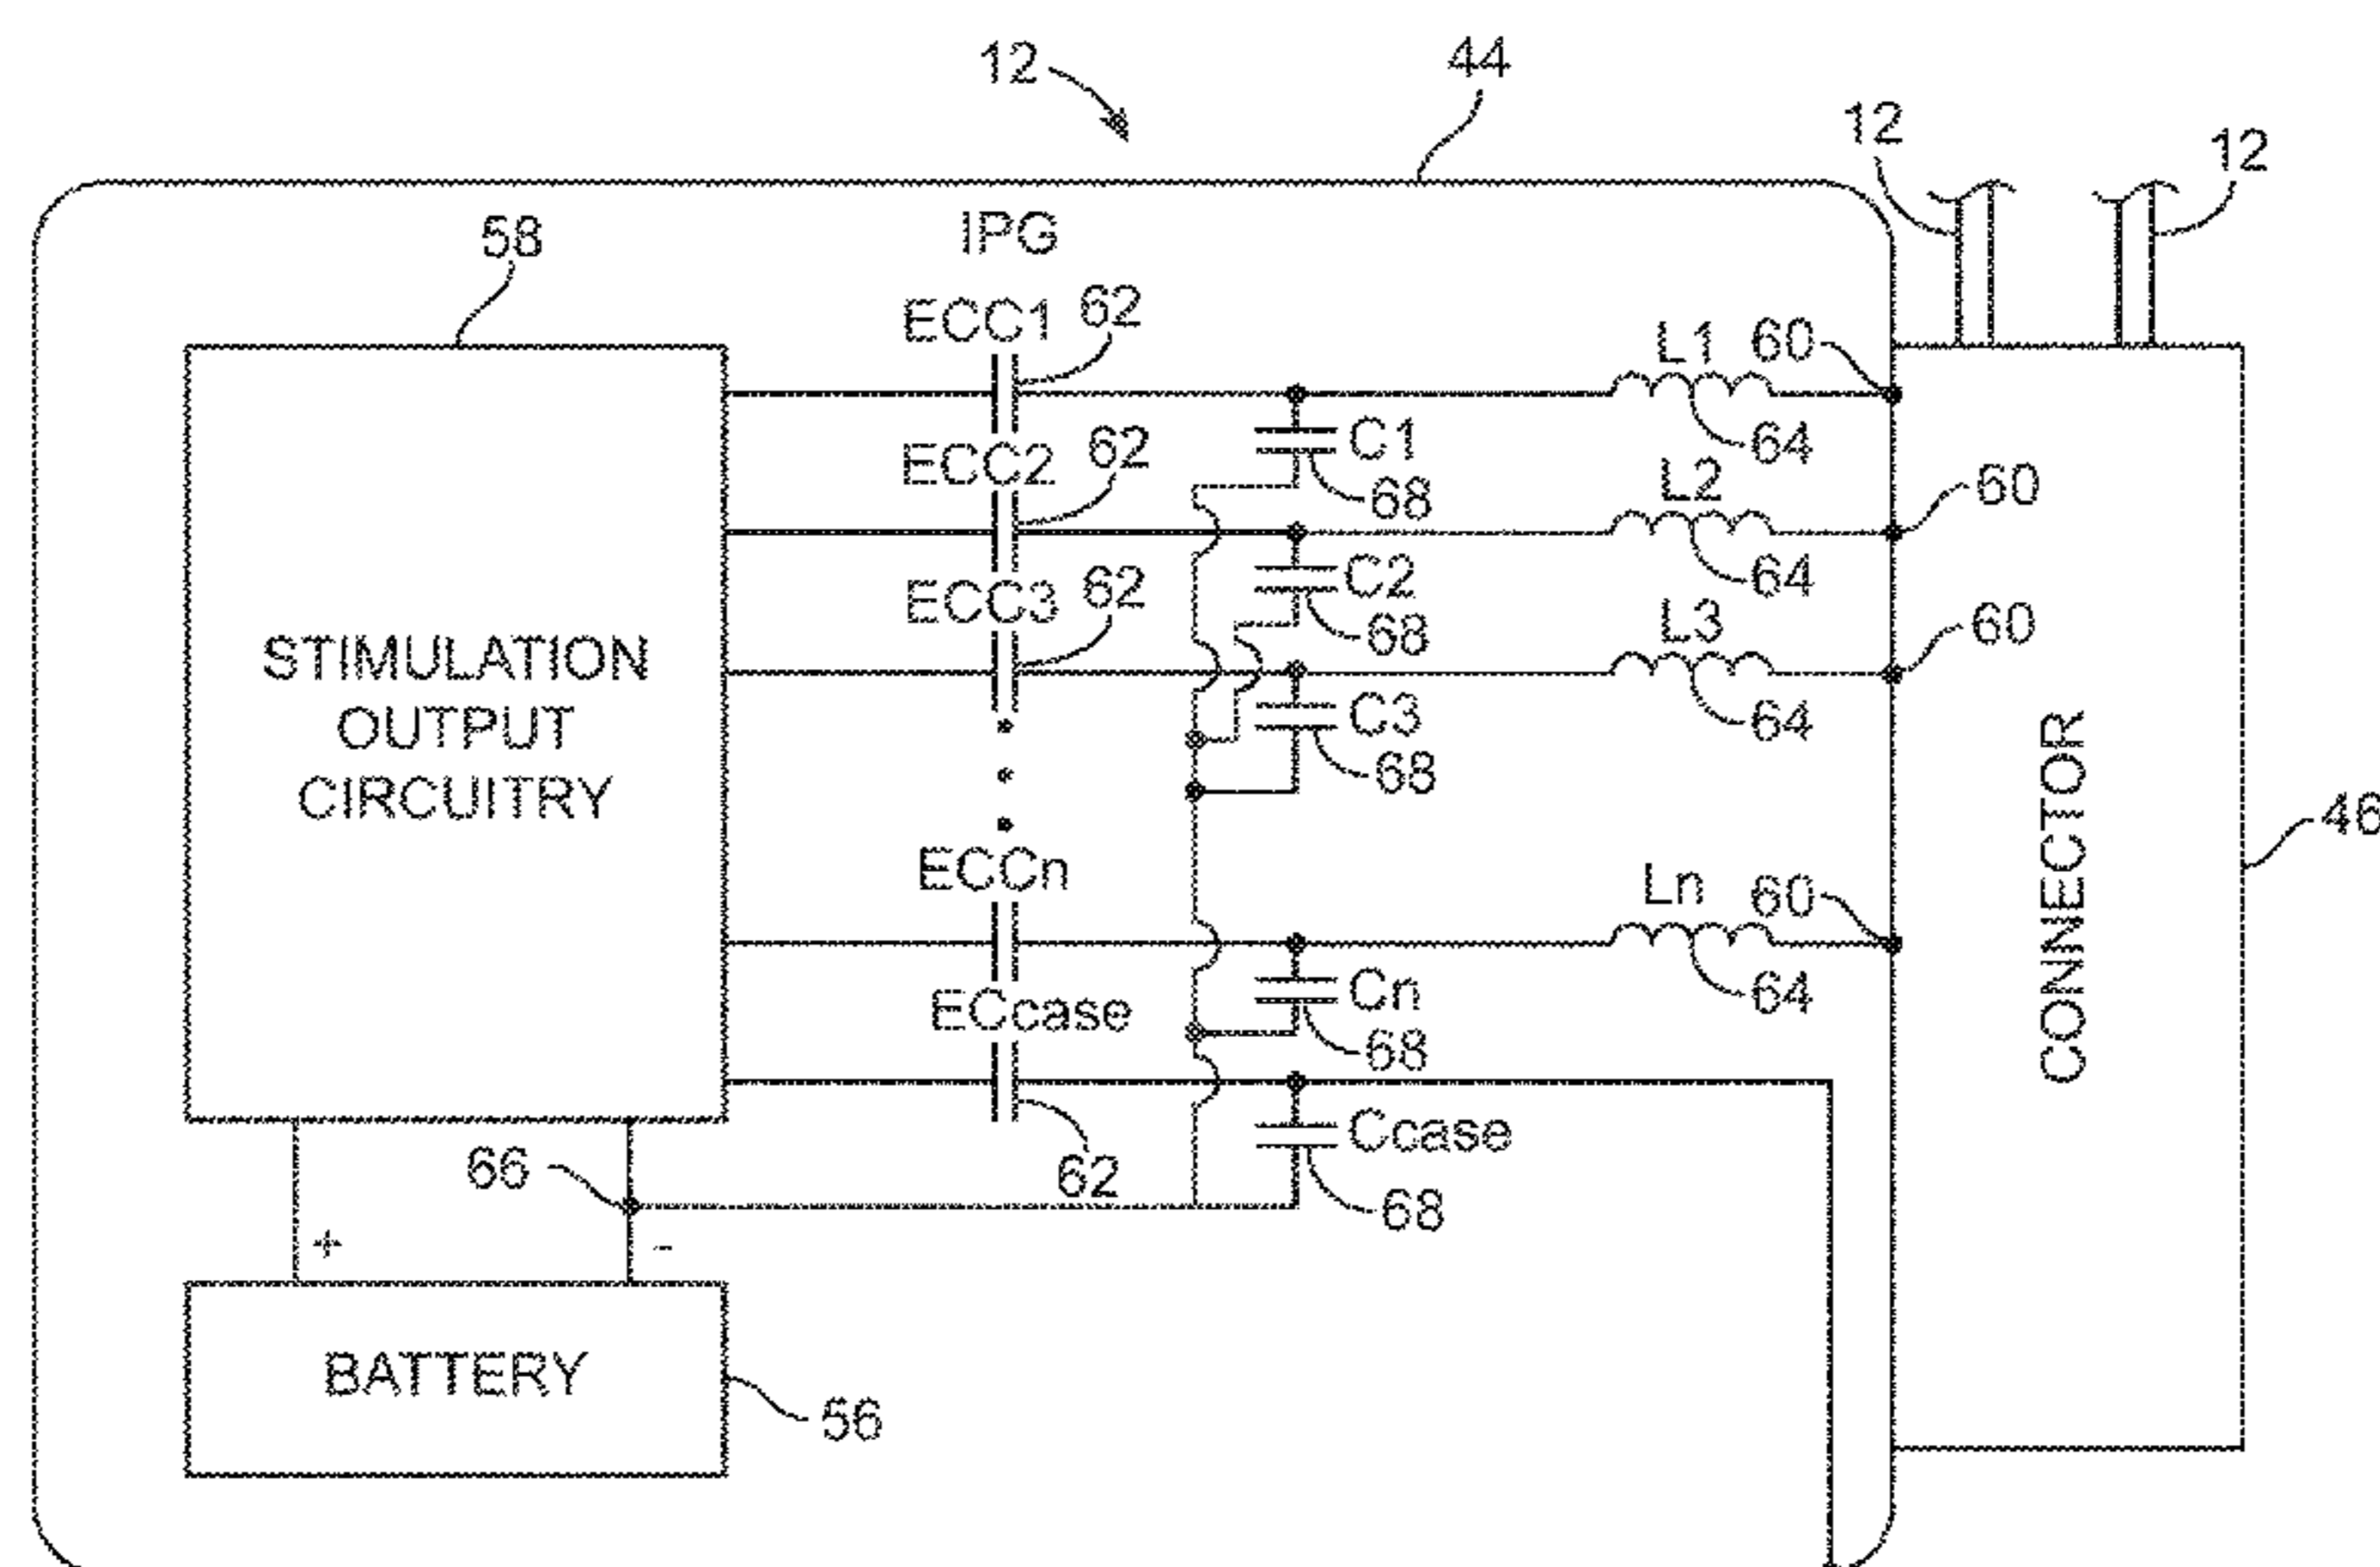 12
44
12
12
IPG
58
ECC1 62
L1 60
C1
64
68
ECC2 62
L2
60
C2
64
68
ECC3 62
L3
60
C3
64
68
STIMULATION
OUTPUT
CIRCUITRY
CONNECTOR
46
ECCn
Ln 60
Cn
64
68
ECcase
Ccase
62
68
66
+ -
BATTERY
56